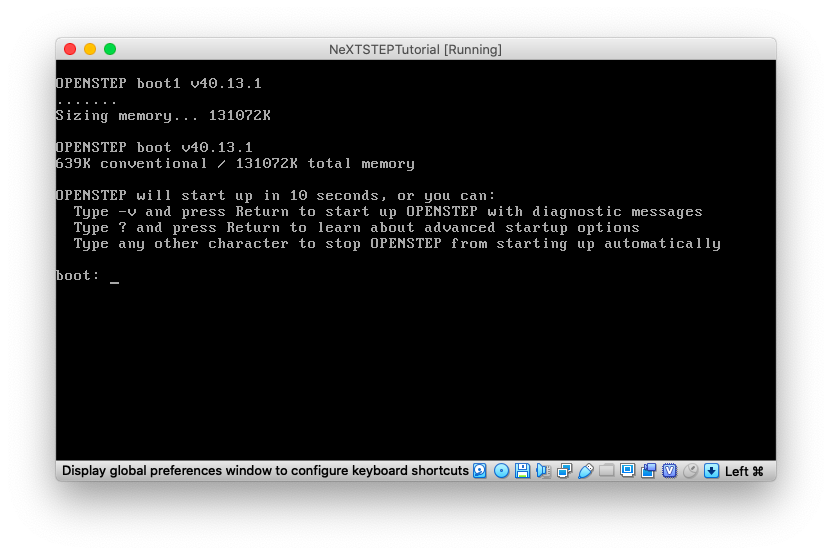 NeXTSTEPTutorial [Running]
OPENSTEP boot1 v40.13.1
.......
Sizing memory... 131072K
OPENSTEP boot v40.13.1
639K conventional / 131072K total memory
OPENSTEP will start up in 10 seconds, or you can:
Type -v and press Return to start up OPENSTEP with diagnostic messages
Type ? and press Return to learn about advanced startup options
Type any other character to stop OPENSTEP from starting up automatically
boot: _
Display global preferences window to configure keyboard shortcuts Left ⌘